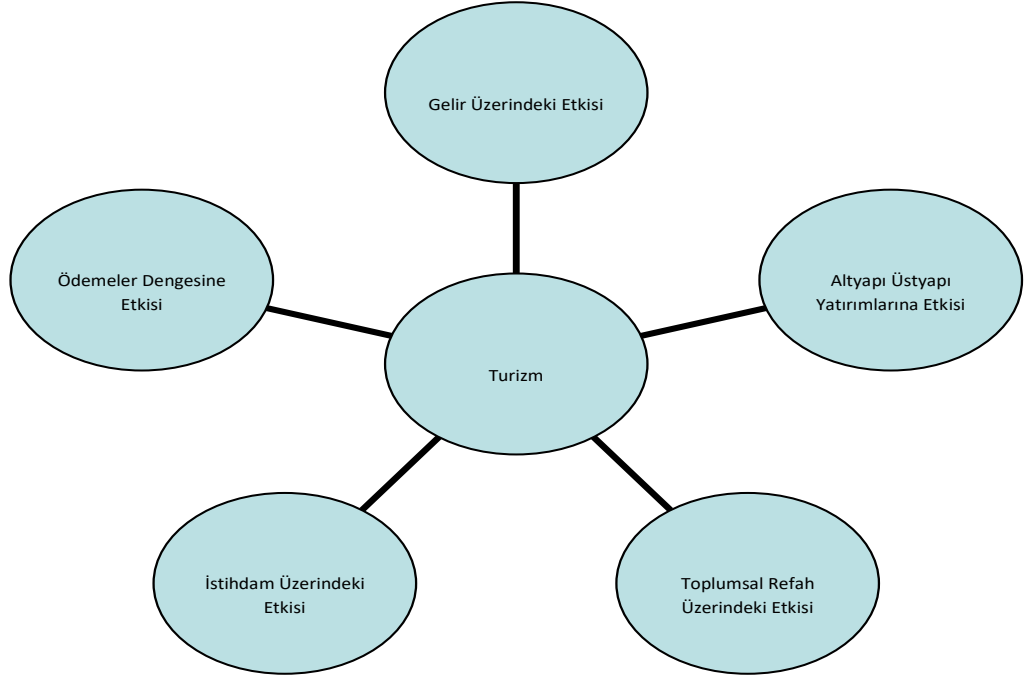 Gelir Üzerindeki Etkisi
Ödemeler Dengesine
Etkisi
Altyapı Üstyapı
Yatırımlarına Etkisi
Turizm
İstihdam Üzerindeki
Etkisi
Toplumsal Refah
Üzerindeki Etkisi